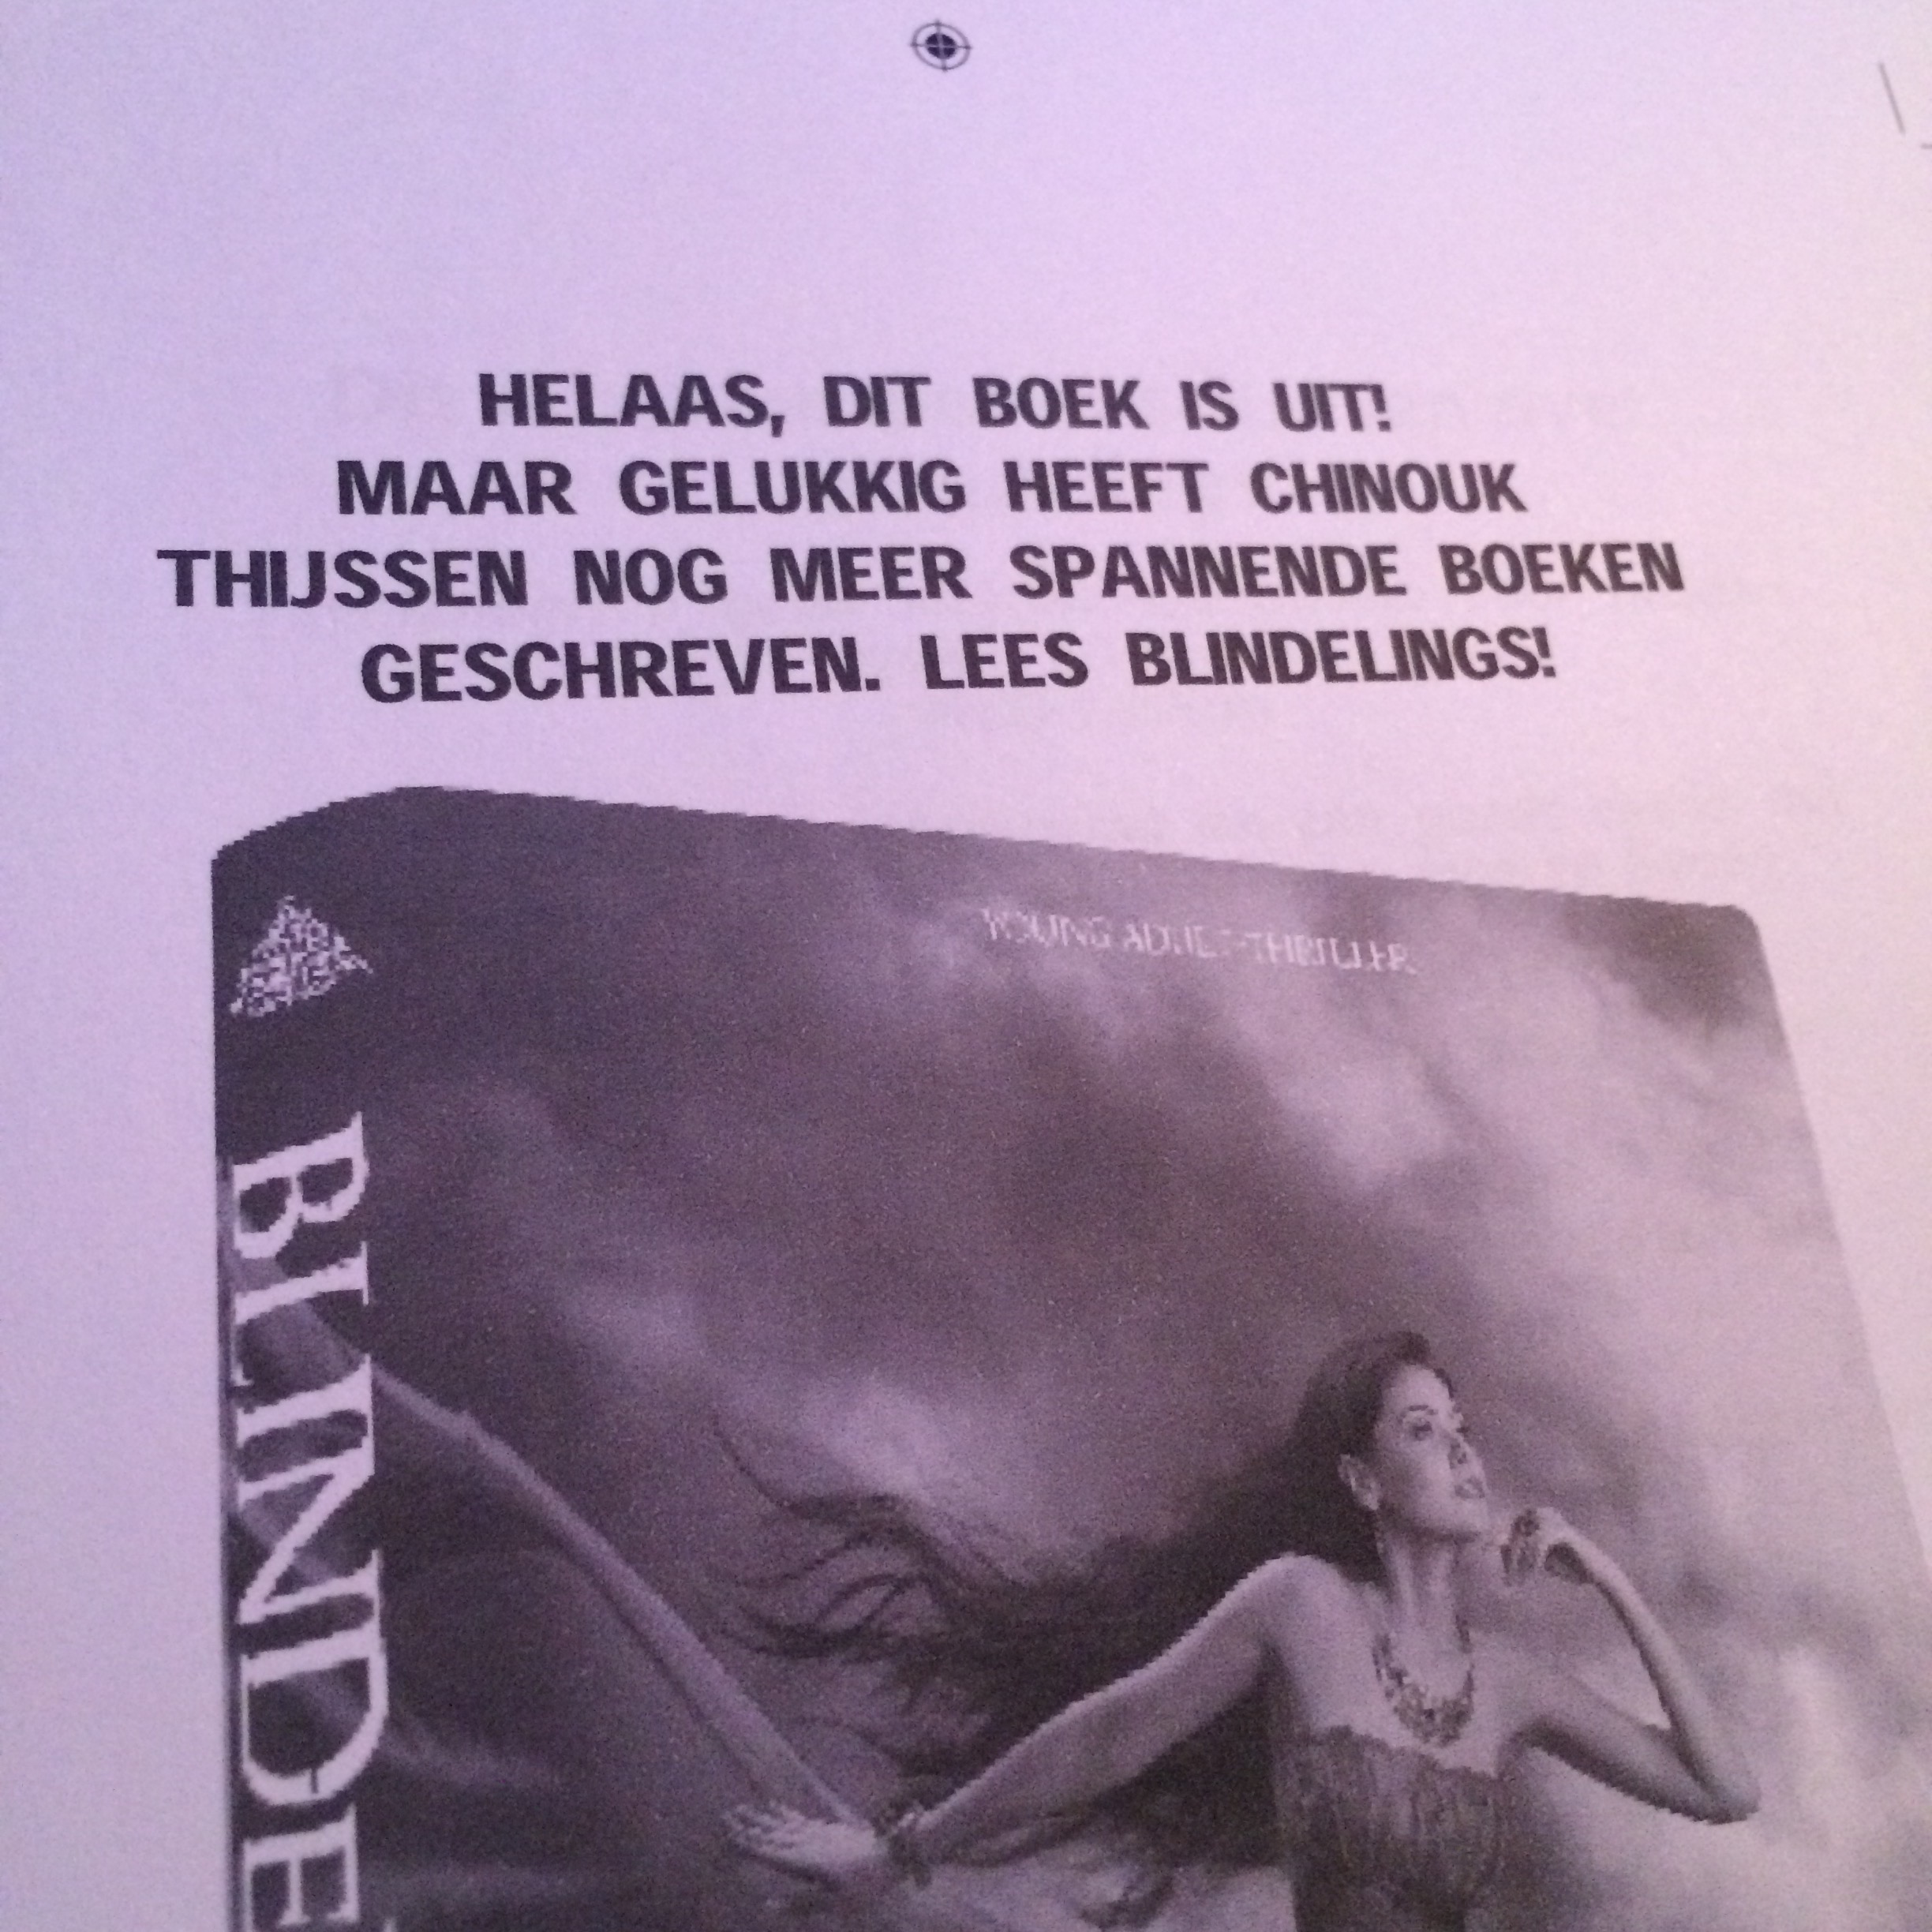 HELAAS, DIT BOEK IS UIT!
MAAR GELUKKIG HEEFT CHINOUK
THIJSSEN NOG MEER SPANNENDE BOEKEN
GESCHREVEN. LEES BLINDELINGS!
YOUNG ADULT-THRILLER
BLINDE